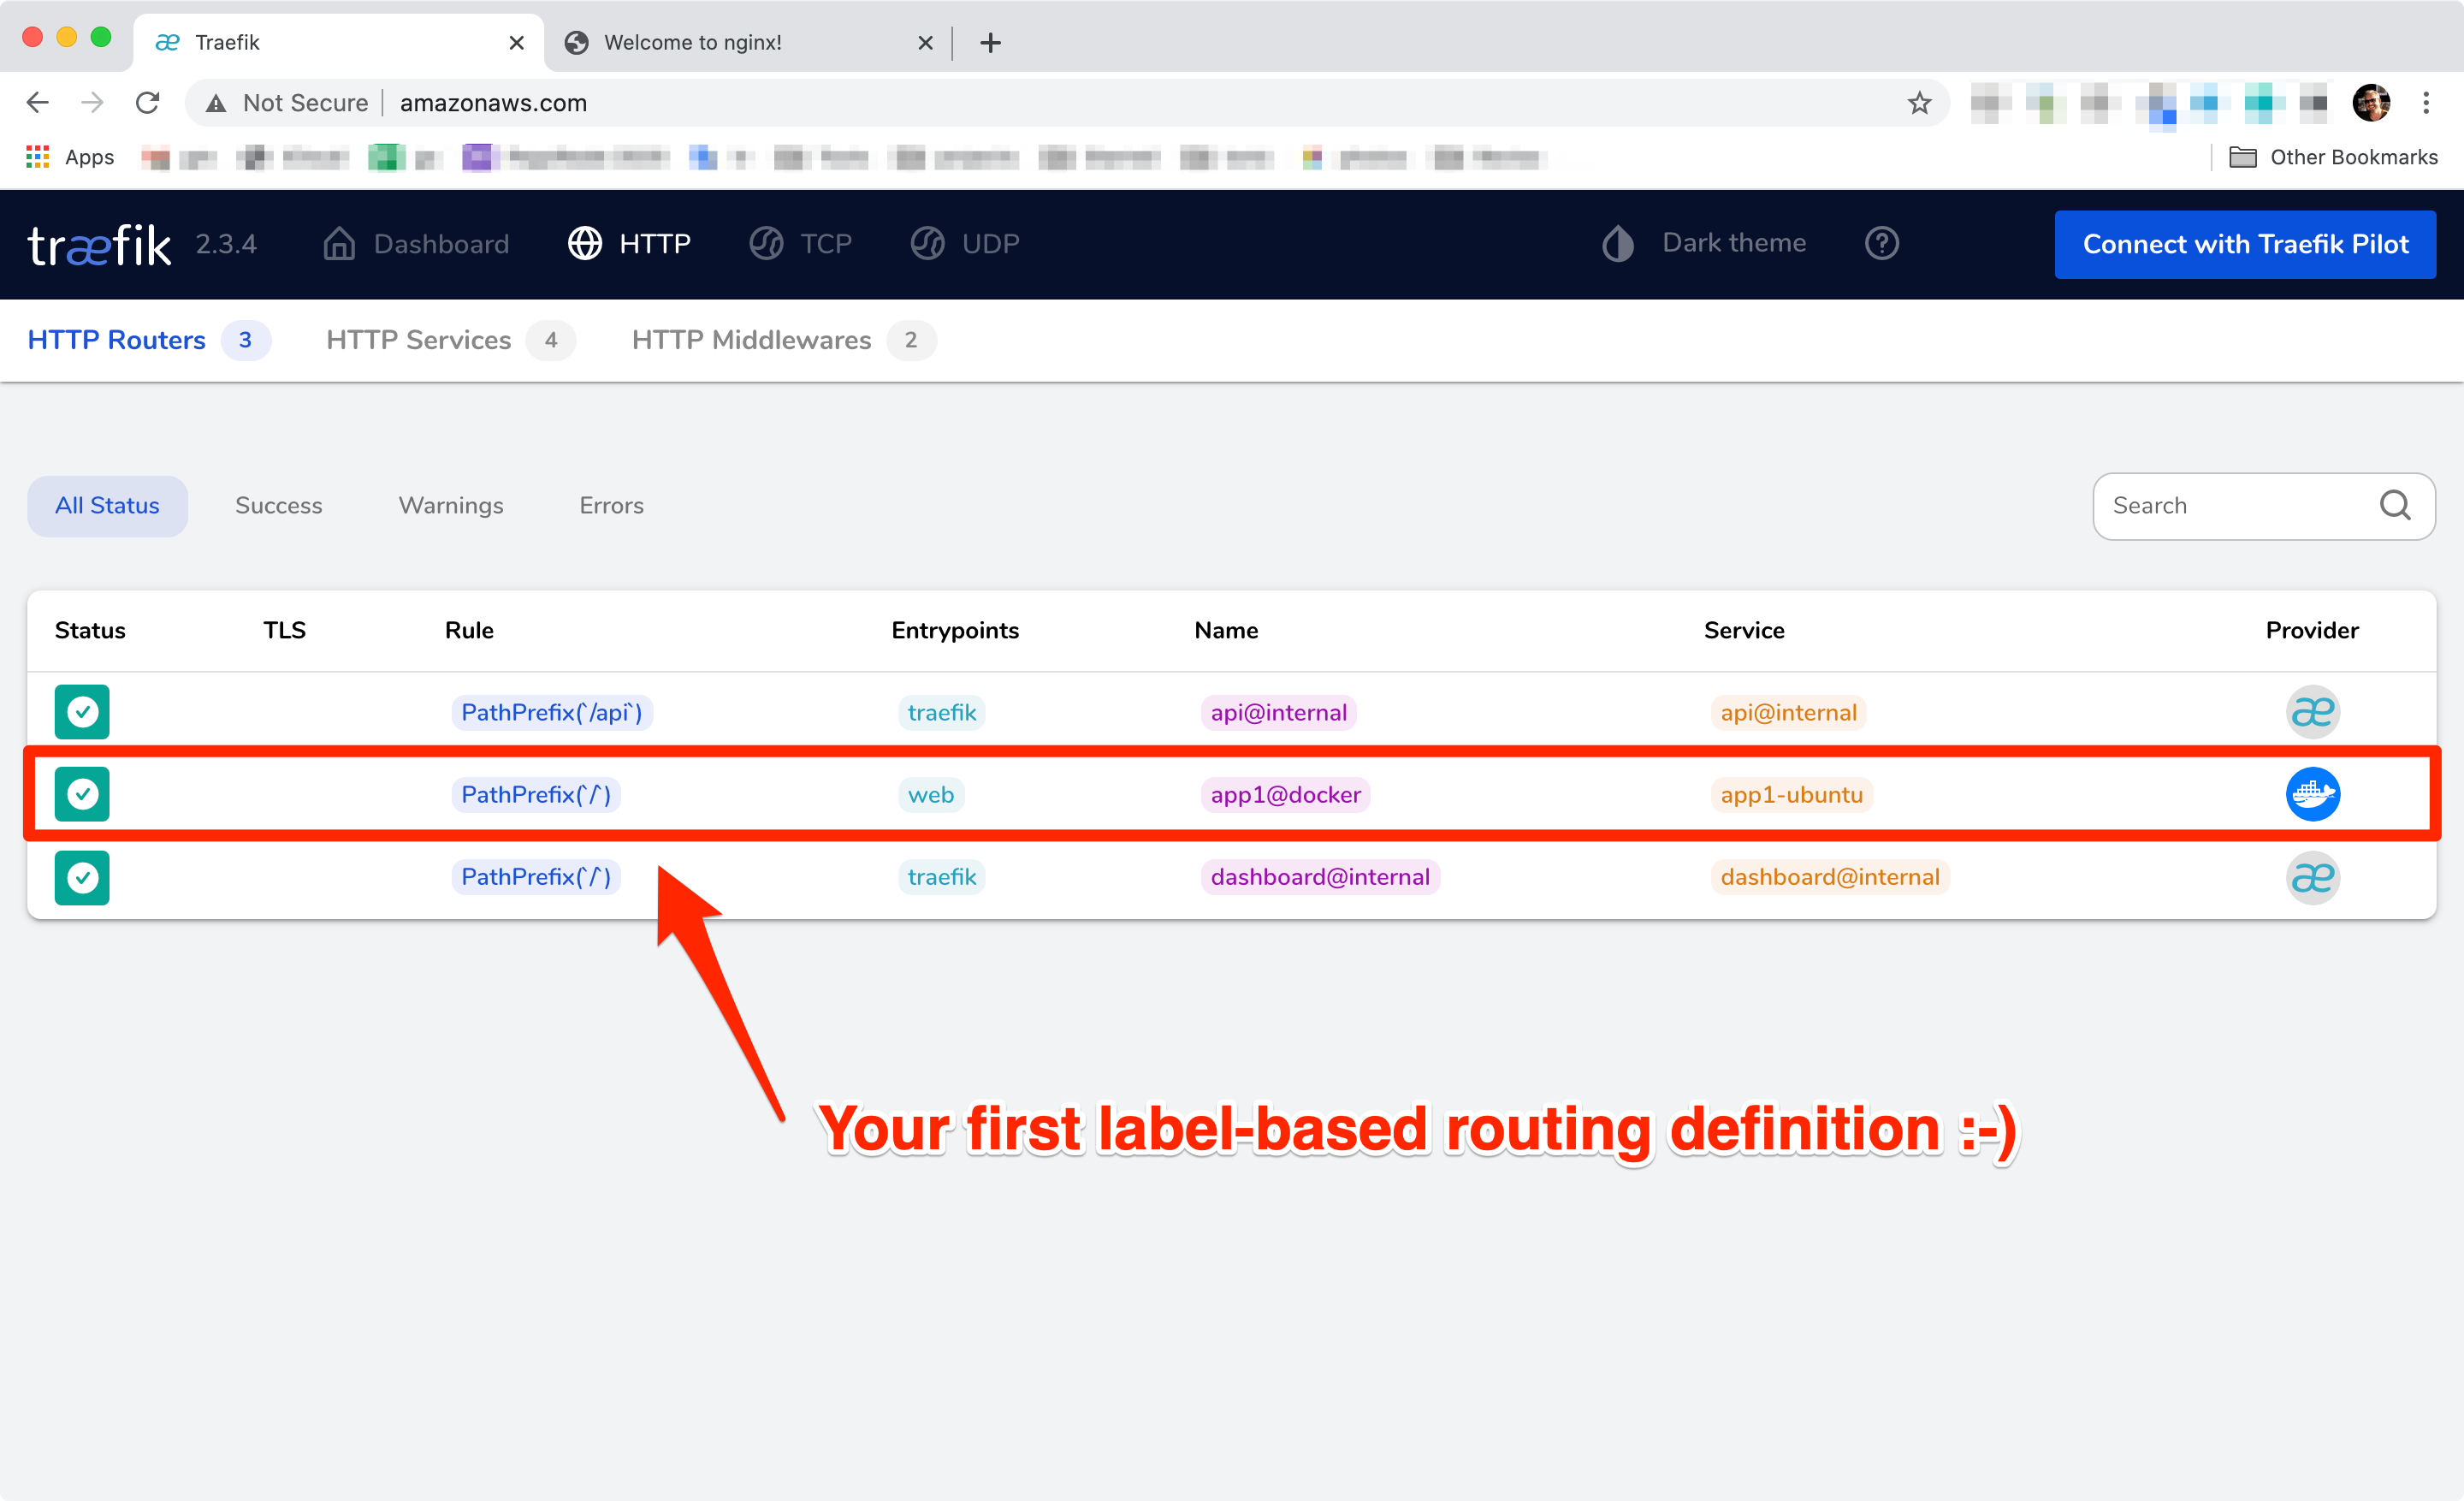 Traefik
Welcome to nginx!
Not Secure
amazonaws.com
Apps
Other Bookmarks
træfik 2.3.4
Dashboard
HTTP
TCP
UDP
Dark theme
Connect with Traefik Pilot
HTTP Routers 3
HTTP Services 4
HTTP Middlewares 2
All Status
Success
Warnings
Errors
Search
Status TLS Rule Entrypoints Name Service Provider
PathPrefix(`/api`) traefik api@internal api@internal
PathPrefix(`/`) web app1@docker app1-ubuntu
PathPrefix(`/`) traefik dashboard@internal dashboard@internal
Your first label-based routing definition :-)